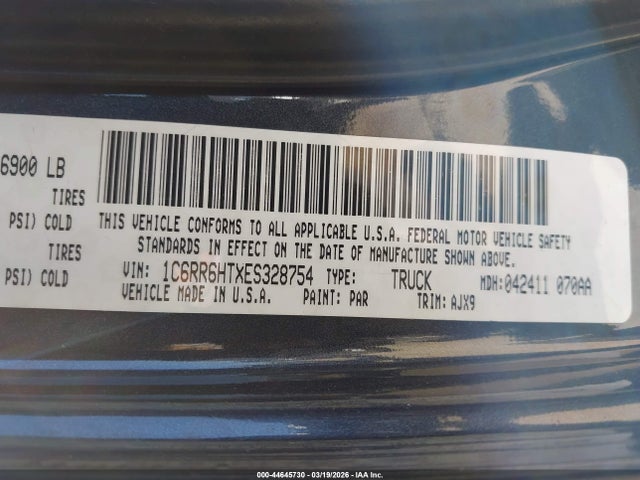 6900 LB
TIRES
PSI) COLD
TIRES
PSI) COLD
THIS VEHICLE CONFORMS TO ALL APPLICABLE U.S.A. FEDERAL MOTOR VEHICLE SAFETY
STANDARDS IN EFFECT ON THE DATE OF MANUFACTURE SHOWN ABOVE.
VIN: 1C6RR6HTXES328754 TYPE: TRUCK MDH: 042411 070AA
VEHICLE MADE IN U.S.A. PAINT: PAR TRIM: AJX9
000-44645730 - 03/19/2026 - IAA Inc.